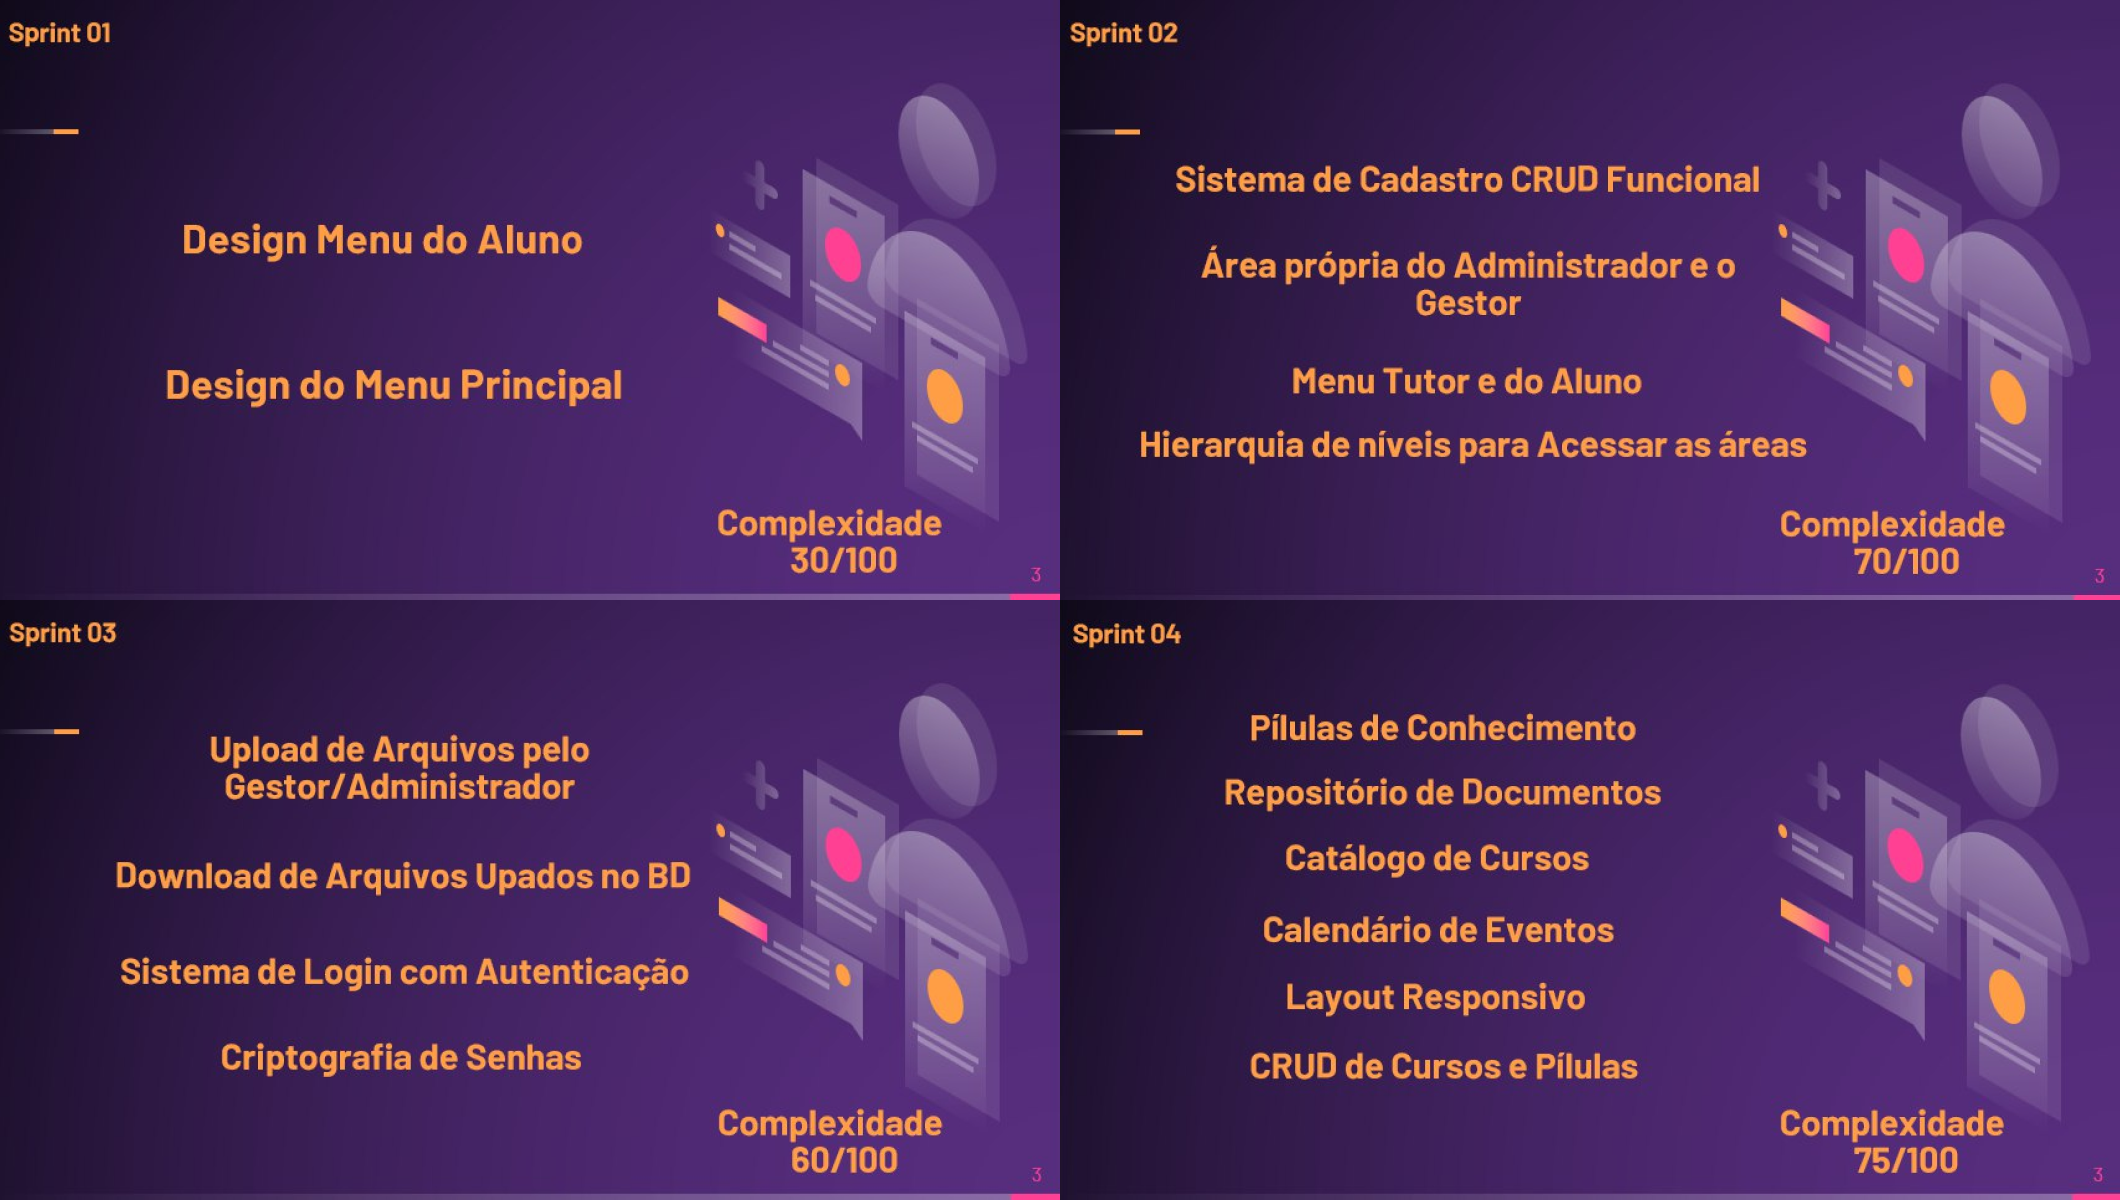 Sprint 01
Design Menu do Aluno
Design do Menu Principal
Complexidade
30/100
3
Sprint 02
Sistema de Cadastro CRUD Funcional
Área própria do Administrador e o
Gestor
Menu Tutor e do Aluno
Hierarquia de níveis para Acessar as áreas
Complexidade
70/100
3
Sprint 03
Upload de Arquivos pelo
Gestor/Administrador
Download de Arquivos Upados no BD
Sistema de Login com Autenticação
Criptografia de Senhas
Complexidade
60/100
3
Sprint 04
Pílulas de Conhecimento
Repositório de Documentos
Catálogo de Cursos
Calendário de Eventos
Layout Responsivo
CRUD de Cursos e Pílulas
Complexidade
75/100
3